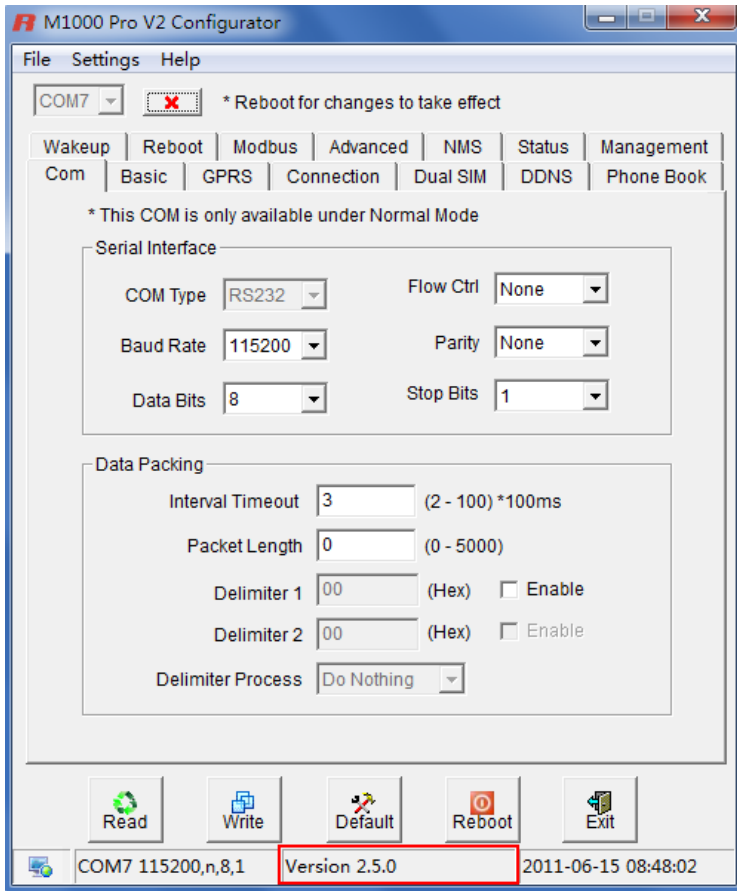 M1000 Pro V2 Configurator
File Settings Help
COM7 * Reboot for changes to take effect
Wakeup Reboot Modbus Advanced NMS Status Management
Com Basic GPRS Connection Dual SIM DDNS Phone Book
* This COM is only available under Normal Mode
Serial Interface
COM Type RS232 Flow Ctrl None
Baud Rate 115200 Parity None
Data Bits 8 Stop Bits 1
Data Packing
Interval Timeout 3 (2 - 100) *100ms
Packet Length 0 (0 - 5000)
Delimiter 1 00 (Hex) Enable
Delimiter 2 00 (Hex) Enable
Delimiter Process Do Nothing
Read Write Default Reboot Exit
COM7 115200,n,8,1 Version 2.5.0 2011-06-15 08:48:02